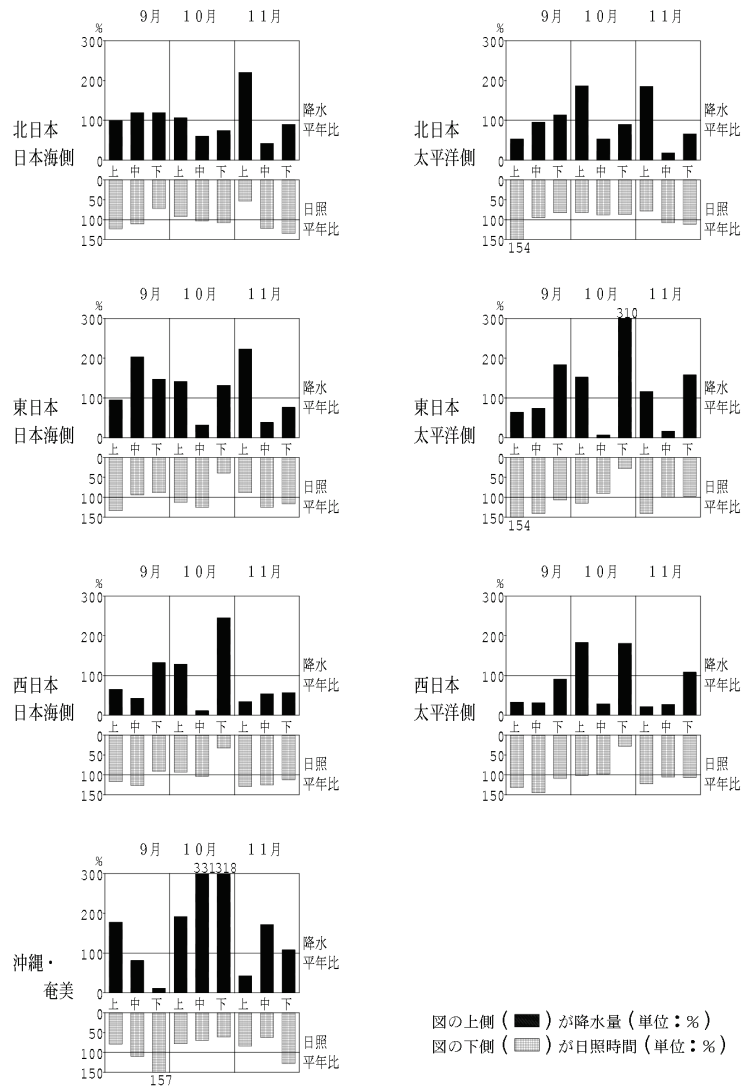 9月 10月 11月
%
300
200
100
0
降水
平年比
北日本
日本海側
上 中 下 上 中 下 上 中 下
0
50
100
150
日照
平年比
9月 10月 11月
%
300
200
100
0
降水
平年比
北日本
太平洋側
上 中 下 上 中 下 上 中 下
0
50
100
150
日照
平年比
154
9月 10月 11月
%
300
200
100
0
降水
平年比
東日本
日本海側
上 中 下 上 中 下 上 中 下
0
50
100
150
日照
平年比
9月 10月 11月
%
310
300
200
100
0
降水
平年比
東日本
太平洋側
上 中 下 上 中 下 上 中 下
0
50
100
150
日照
平年比
154
9月 10月 11月
%
300
200
100
0
降水
平年比
西日本
日本海側
上 中 下 上 中 下 上 中 下
0
50
100
150
日照
平年比
9月 10月 11月
%
300
200
100
0
降水
平年比
西日本
太平洋側
上 中 下 上 中 下 上 中 下
0
50
100
150
日照
平年比
9月 10月 11月
%
331 318
300
200
100
0
降水
平年比
沖縄・
奄美
上 中 下 上 中 下 上 中 下
0
50
100
150
日照
平年比
157
図の上側(■)が降水量(単位:%)
図の下側( )が日照時間(単位:%)